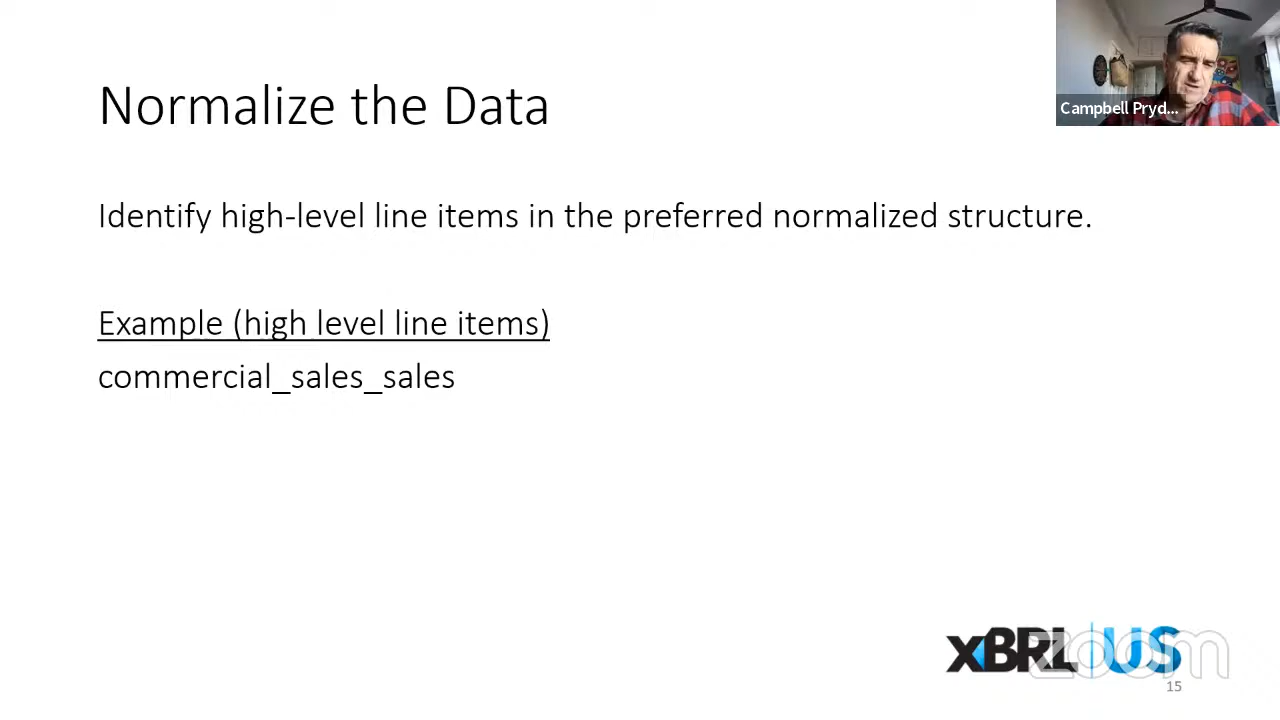 Campbell Pryd...
Normalize the Data
Identify high-level line items in the preferred normalized structure.
Example (high level line items)
commercial_sales_sales
XBRL US
zoom
15